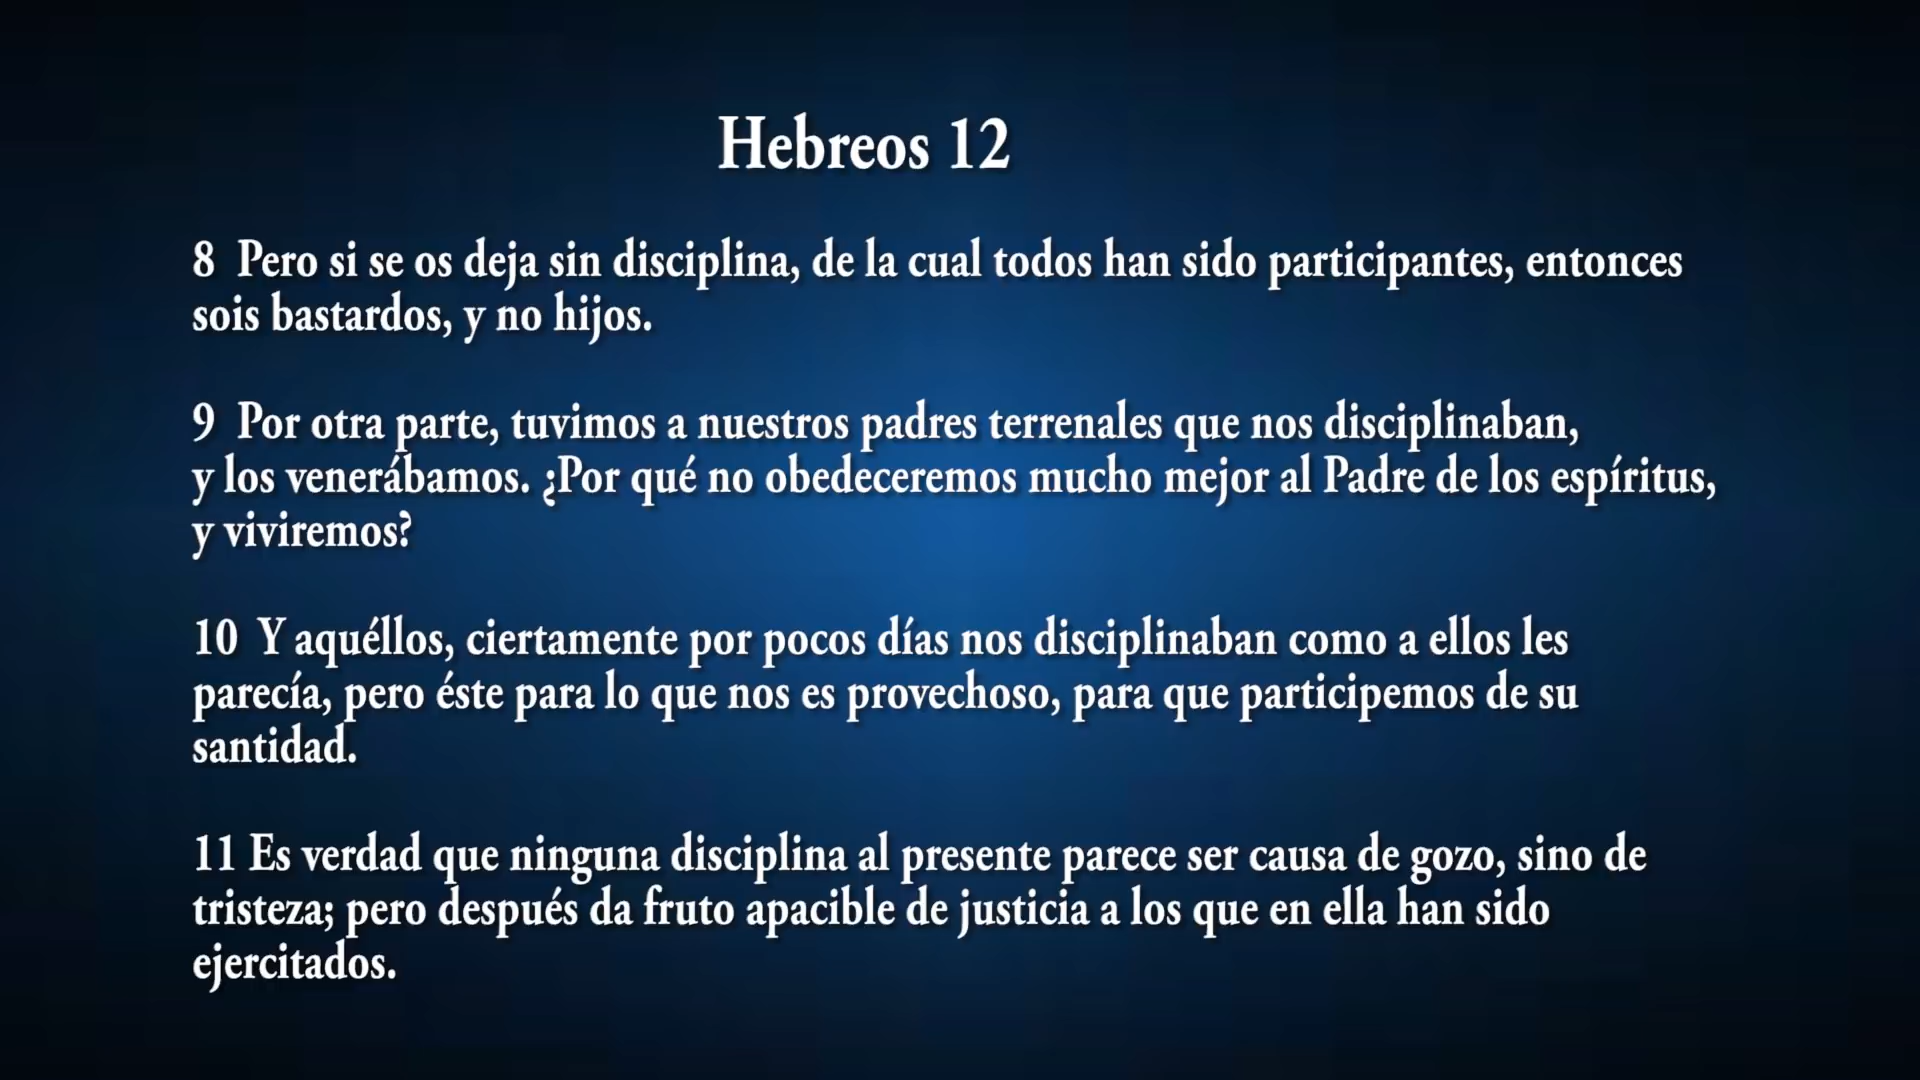 Hebreos 12
8 Pero si se os deja sin disciplina, de la cual todos han sido participantes, entonces
sois bastardos, y no hijos.
9 Por otra parte, tuvimos a nuestros padres terrenales que nos disciplinaban,
y los venerábamos. ¿Por qué no obedeceremos mucho mejor al Padre de los espíritus,
y viviremos?
10 Y aquéllos, ciertamente por pocos días nos disciplinaban como a ellos les
parecía, pero éste para lo que nos es provechoso, para que participemos de su
santidad.
11 Es verdad que ninguna disciplina al presente parece ser causa de gozo, sino de
tristeza; pero después da fruto apacible de justicia a los que en ella han sido
ejercitados.